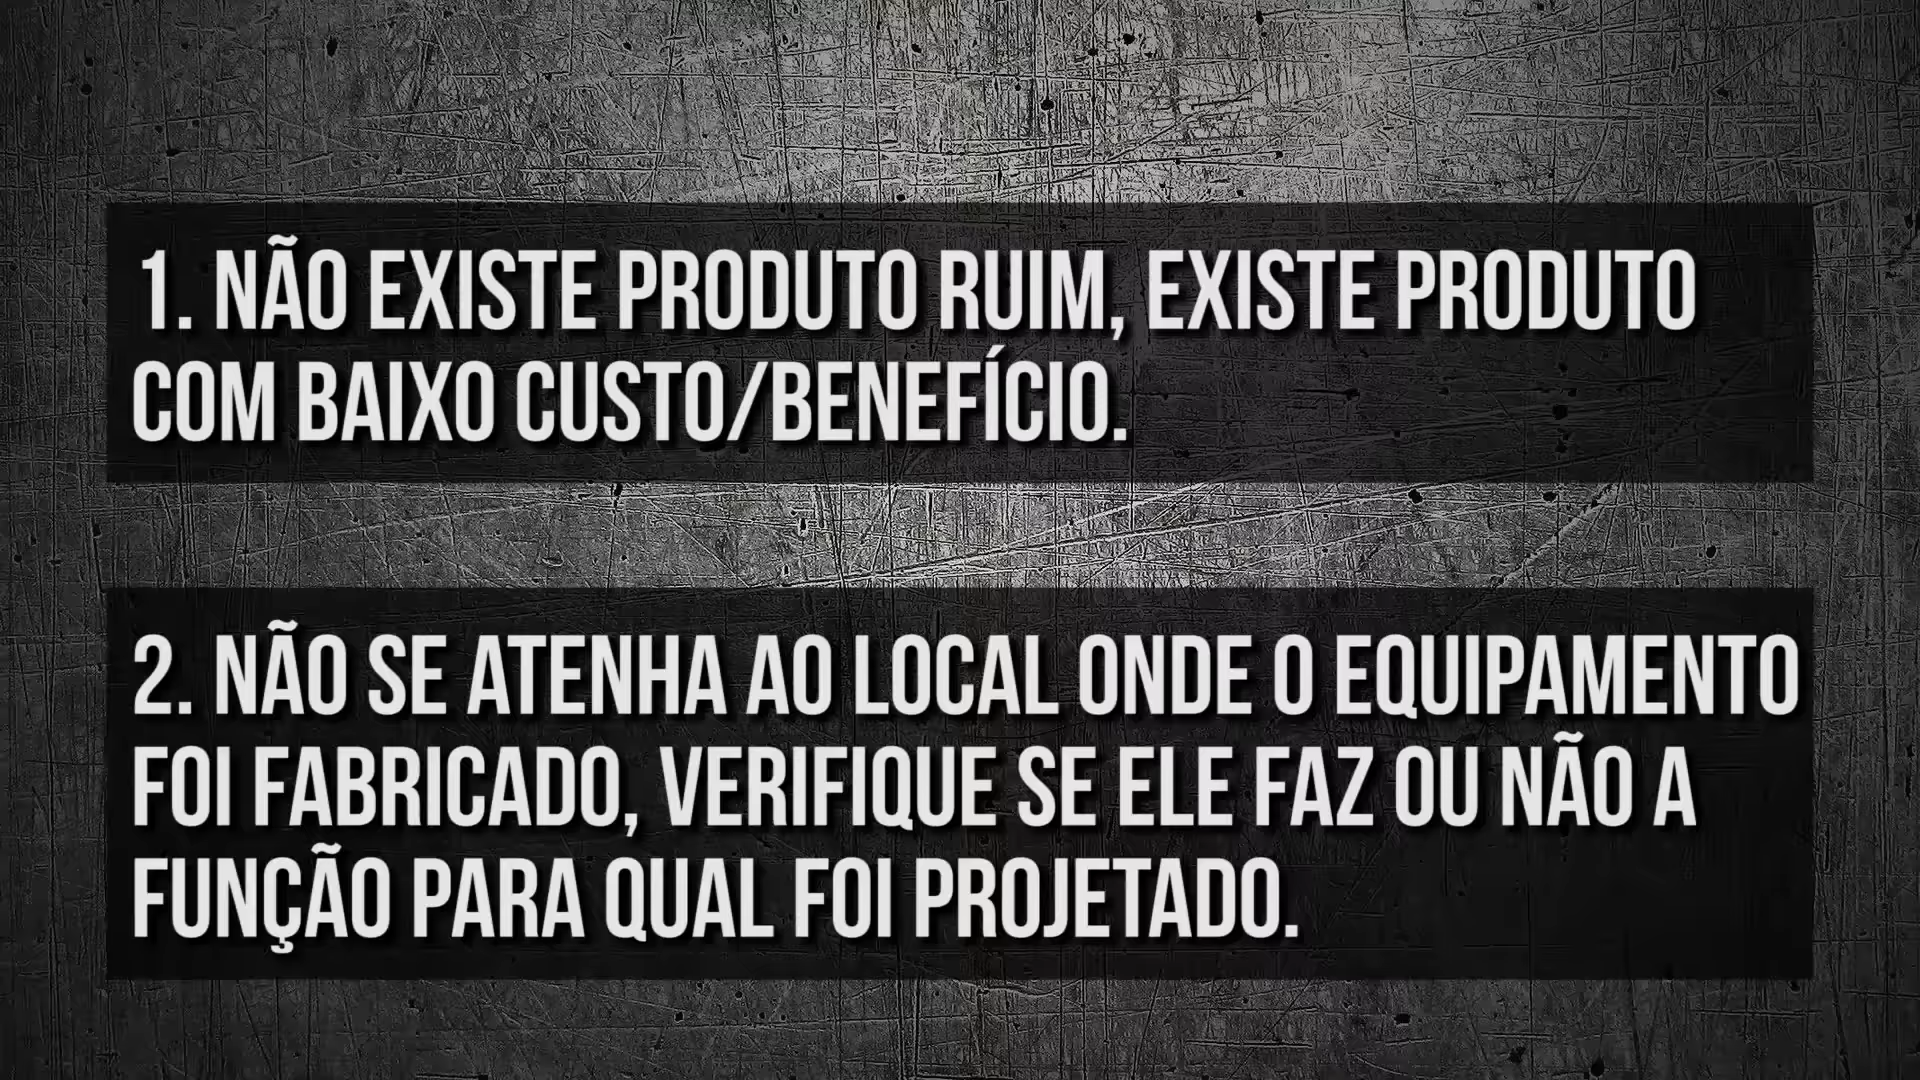 1. NÃO EXISTE PRODUTO RUIM, EXISTE PRODUTO
COM BAIXO CUSTO/BENEFÍCIO.
2. NÃO SE ATENHA AO LOCAL ONDE O EQUIPAMENTO
FOI FABRICADO, VERIFIQUE SE ELE FAZ OU NÃO A
FUNÇÃO PARA QUAL FOI PROJETADO.